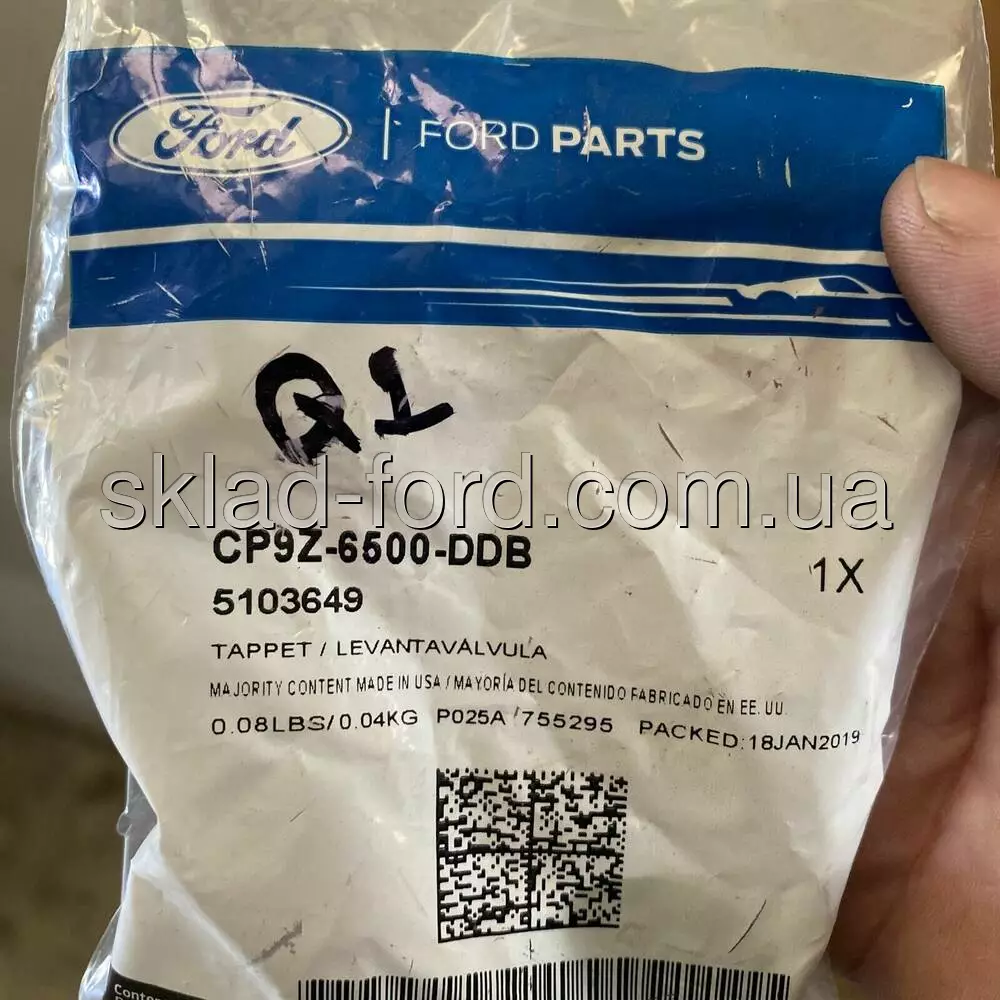 Ford | FORD PARTS
Q1
sklad-ford.com.ua
CP9Z-6500-DDB
1X
5103649
TAPPET / LEVANTAVÁLVULA
MAJORITY CONTENT MADE IN USA / MAYORÍA DEL CONTENIDO FABRICADO EN EE. UU.
0.08LBS/0.04KG P025A 755295 PACKED:18JAN2019